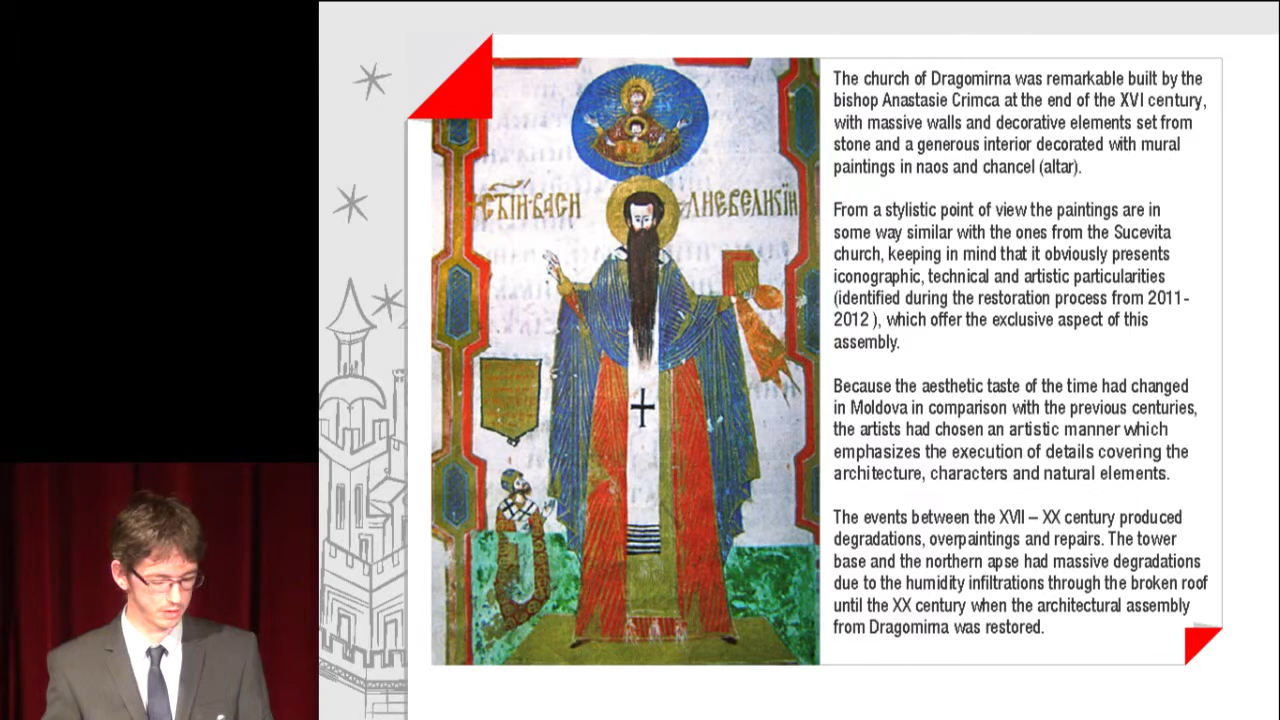 СТЫЙ ВАСИ ЛИЕ ВЕЛИКІЙ
The church of Dragomirna was remarkable built by the
bishop Anastasie Crimca at the end of the XVI century,
with massive walls and decorative elements set from
stone and a generous interior decorated with mural
paintings in naos and chancel (altar).
From a stylistic point of view the paintings are in
some way similar with the ones from the Sucevita
church, keeping in mind that it obviously presents
iconographic, technical and artistic particularities
(identified during the restoration process from 2011-
2012 ), which offer the exclusive aspect of this
assembly.
Because the aesthetic taste of the time had changed
in Moldova in comparison with the previous centuries,
the artists had chosen an artistic manner which
emphasizes the execution of details covering the
architecture, characters and natural elements.
The events between the XVII – XX century produced
degradations, overpaintings and repairs. The tower
base and the northern apse had massive degradations
due to the humidity infiltrations through the broken roof
until the XX century when the architectural assembly
from Dragomirna was restored.